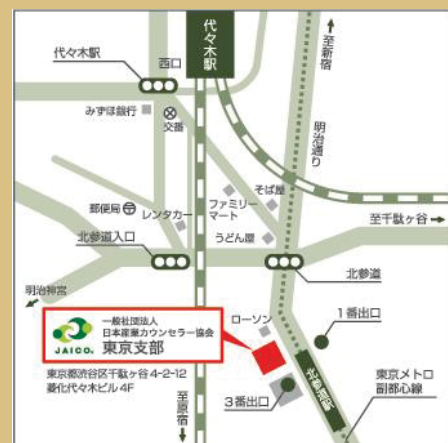 代々木駅
代々木駅
西口
至新宿
みずほ銀行
交番
明治通り
そば屋
ファミリー
マート
郵便局
レンタカー
うどん屋
至千駄ヶ谷
北参道入口
北参道
明治神宮
ローソン
1番出口
JAICO.
一般社団法人
日本産業カウンセラー協会
東京支部
東京都渋谷区千駄ヶ谷4-2-12
菱化代々木ビル4F
至原宿
3番出口
北参道駅
東京メトロ
副都心線